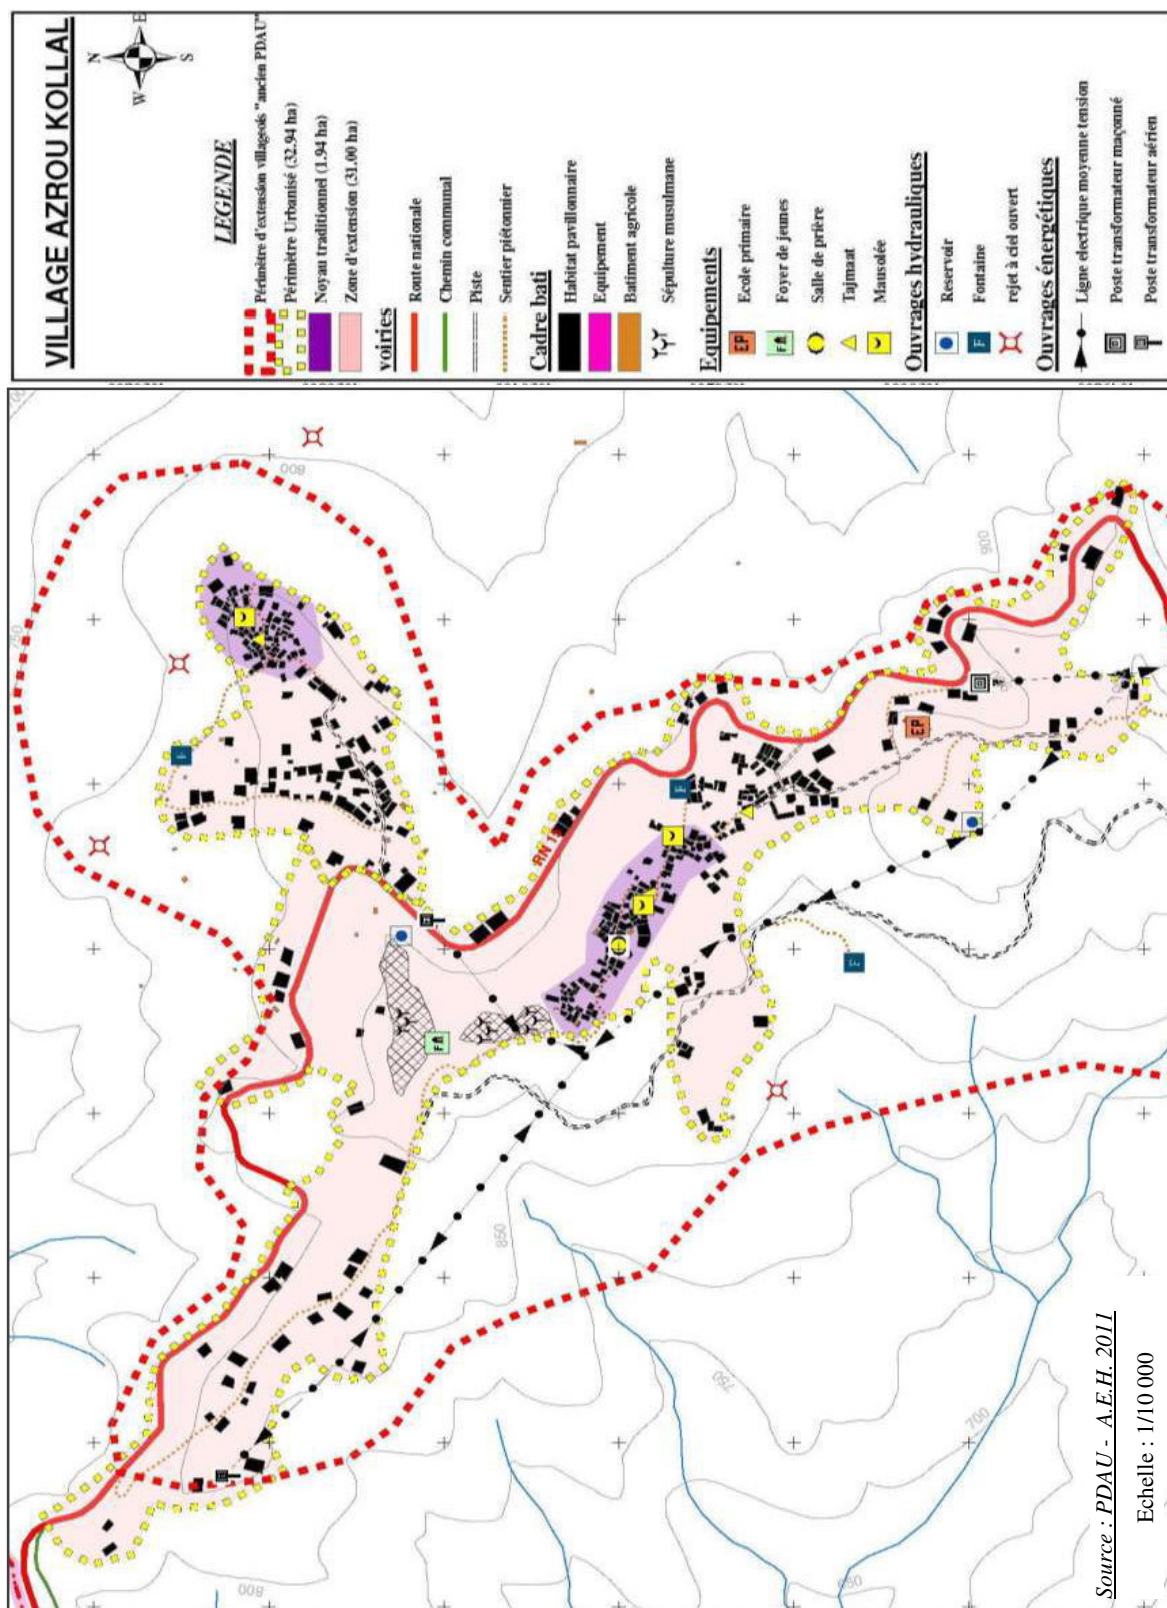 VILLAGE AZROU KOLLAL
N
W
E
S
LEGENDE
Périmètre d'extension villageois "ancien PDAU"
Périmètre Urbanisé (32.94 ha)
Noyau traditionnel (1.94 ha)
Zone d'extension (31.00 ha)
voiries
Route nationale
Chemin communal
Piste
Sentier piétonnier
Cadre bati
Habitat pavillonnaire
Equipement
Batiment agricole
Sépulture musulmane
Equipements
EP Ecole primaire
Foyer de jeunes
Salle de prière
Tajmaat
Mausolée
Ouvrages hydrauliques
Reservoir
F Fontaine
rejet à ciel ouvert
Ouvrages énergétiques
Ligne electrique moyenne tension
Poste transformateur maçonné
Poste transformateur aérien
800
750
900
F
F
EP
F
850
750
700
800
Source : PDAU - A.E.H. 2011
Echelle : 1/10 000